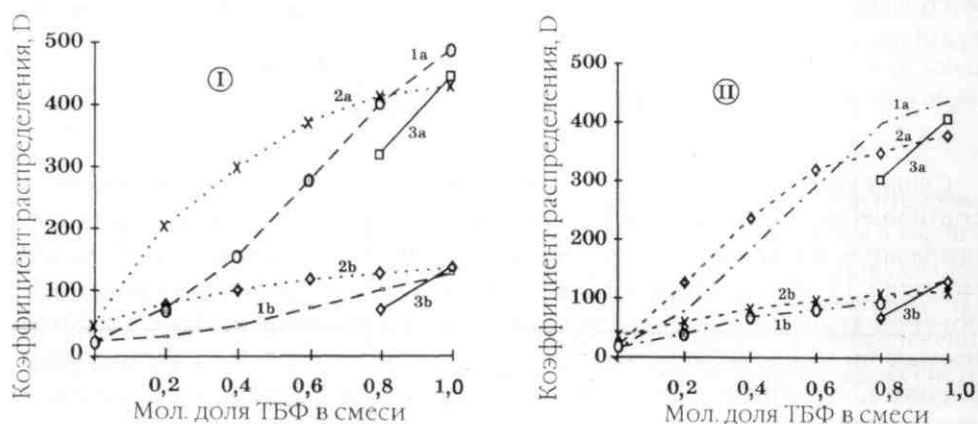 Коэффициент распределения, D
500
400
300
200
100
0
I
1a
2a
3a
2b
1b
3b
0,2 0,4 0,6 0,8 1,0
Мол. доля ТБФ в смеси
Коэффициент распределения, D
500
400
300
200
100
0
II
1a
2a
3a
2b
1b
3b
0,2 0,4 0,6 0,8 1,0
Мол. доля ТБФ в смеси